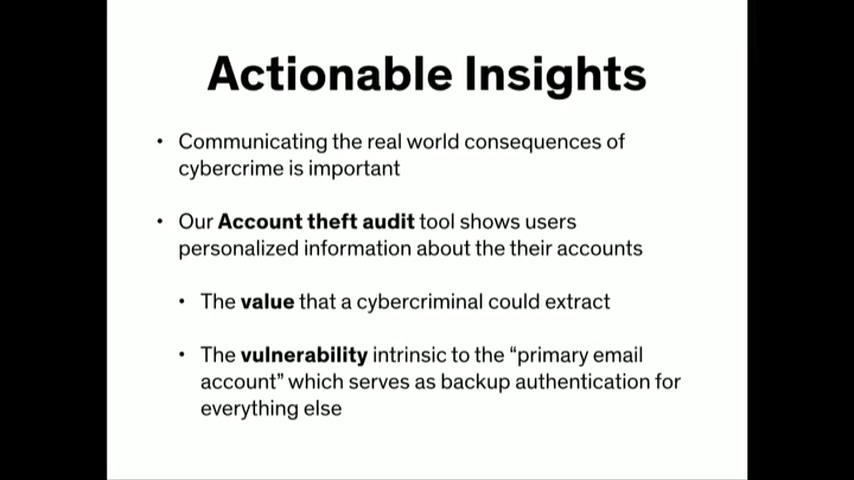 Actionable Insights
• Communicating the real world consequences of
cybercrime is important
• Our Account theft audit tool shows users
personalized information about the their accounts
• The value that a cybercriminal could extract
• The vulnerability intrinsic to the “primary email
account” which serves as backup authentication for
everything else